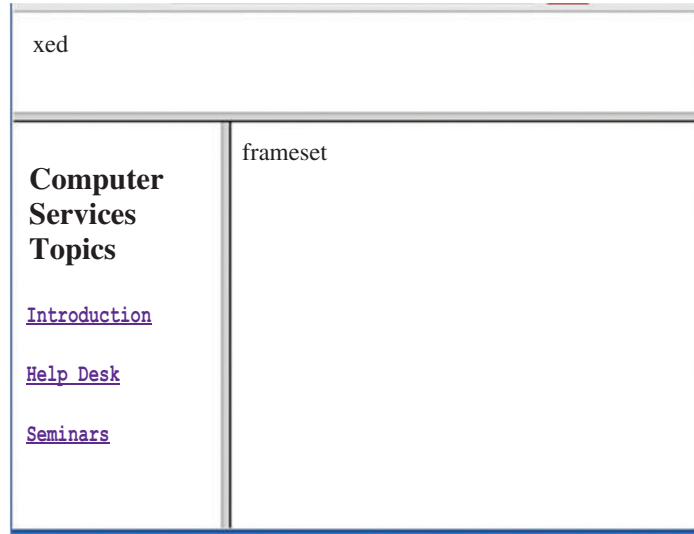 xed
Computer
Services
Topics
Introduction
Help Desk
Seminars
frameset